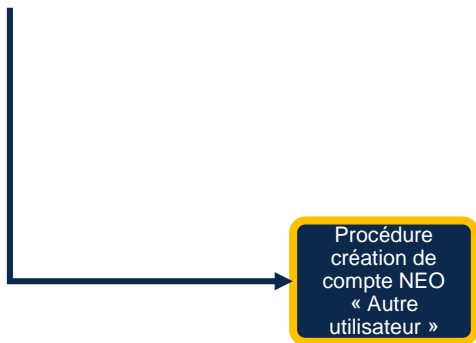 Procédure
création de
compte NEO
« Autre
utilisateur »